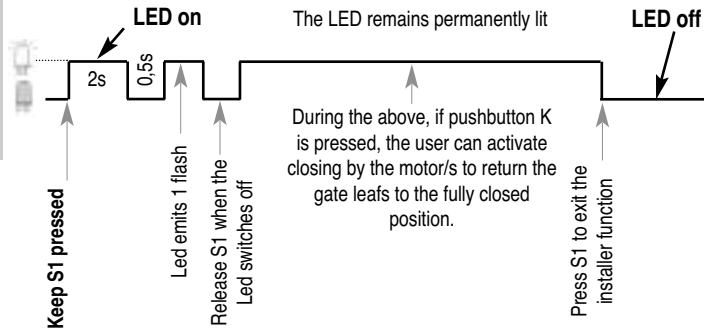 LED on
The LED remains permanently lit
LED off
2s
0,5s
During the above, if pushbutton K
is pressed, the user can activate
closing by the motor/s to return the
gate leafs to the fully closed
position.
Keep S1 pressed
Led emits 1 flash
Release S1 when the
Led switches off
Press S1 to exit the
installer function